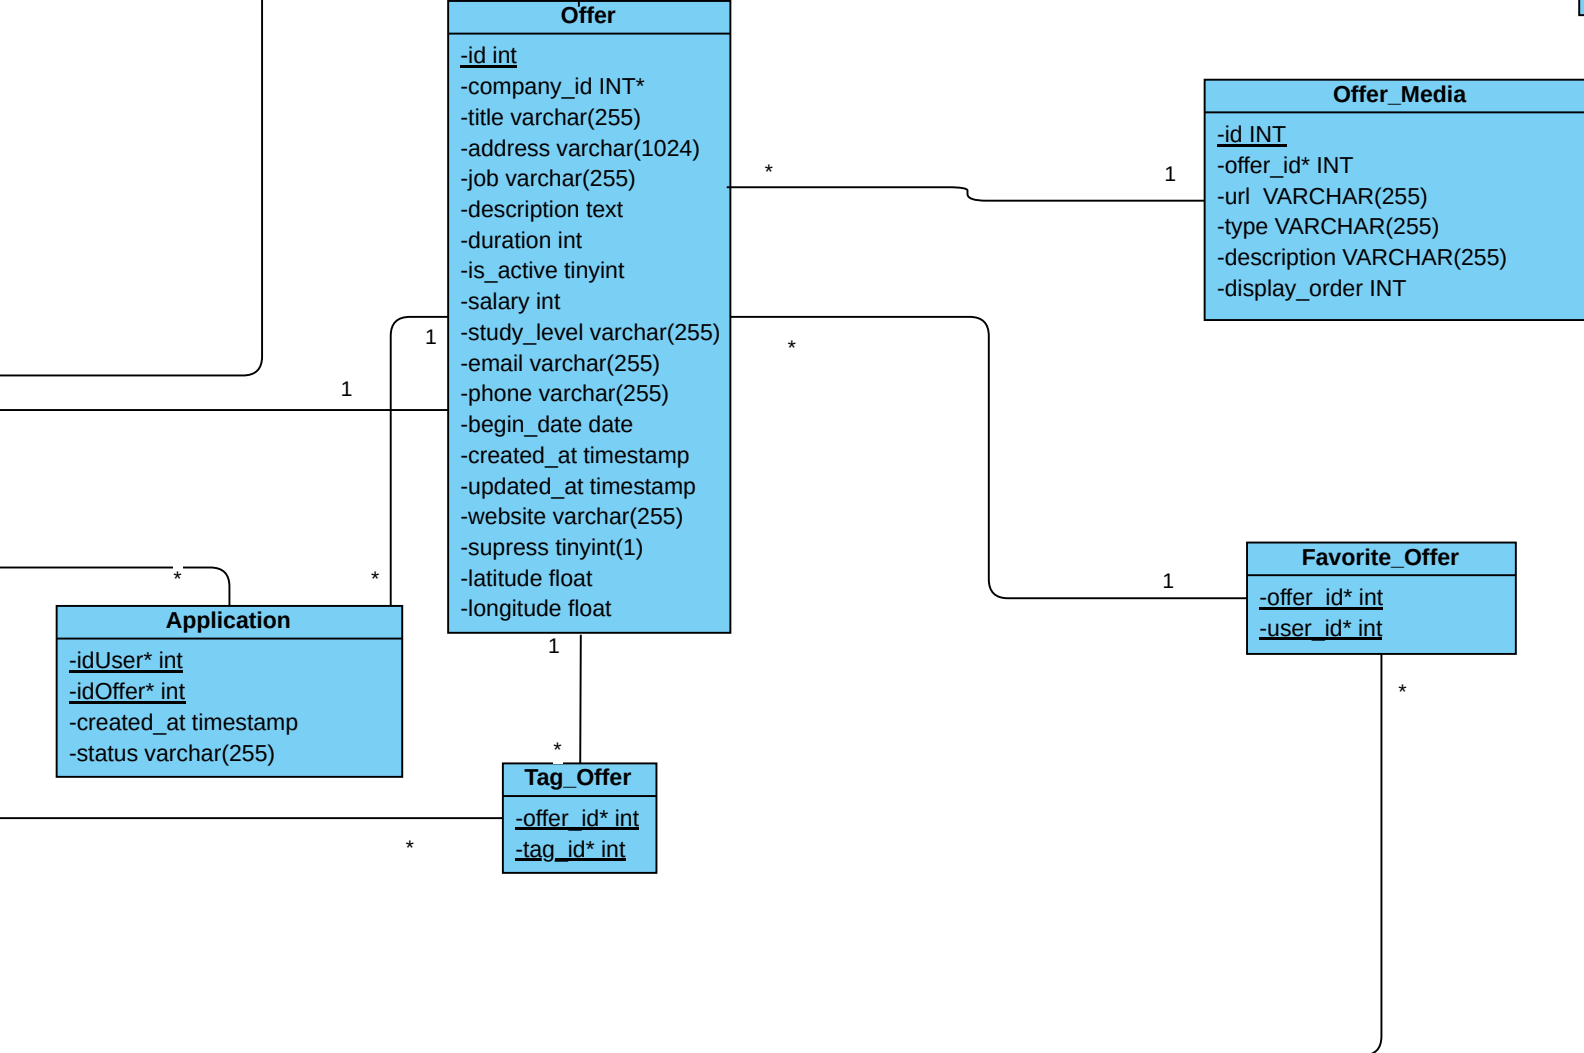 Offer
-id int
-company_id INT*
-title varchar(255)
-address varchar(1024)
-job varchar(255)
-description text
-duration int
-is_active tinyint
-salary int
-study_level varchar(255)
-email varchar(255)
-phone varchar(255)
-begin_date date
-created_at timestamp
-updated_at timestamp
-website varchar(255)
-supress tinyint(1)
-latitude float
-longitude float
Offer_Media
-id INT
-offer_id* INT
-url  VARCHAR(255)
-type VARCHAR(255)
-description VARCHAR(255)
-display_order INT
*
1
1
1
*
*
*
1
Favorite_Offer
-offer_id* int
-user_id* int
*
Application
-idUser* int
-idOffer* int
-created_at timestamp
-status varchar(255)
1
*
Tag_Offer
-offer_id* int
-tag_id* int
*